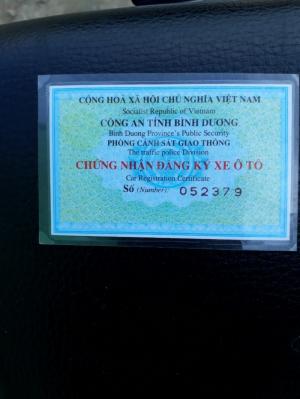 CỘNG HOÀ XÃ HỘI CHỦ NGHĨA VIỆT NAM
Socialist Republic of Vietnam
CÔNG AN TỈNH BÌNH DƯƠNG
Binh Duong Province's Public Security
PHÒNG CẢNH SÁT GIAO THÔNG
The traffic police Division
CHỨNG NHẬN ĐĂNG KÝ XE Ô TÔ
Car Registration Certificate
Số (Number): 052379